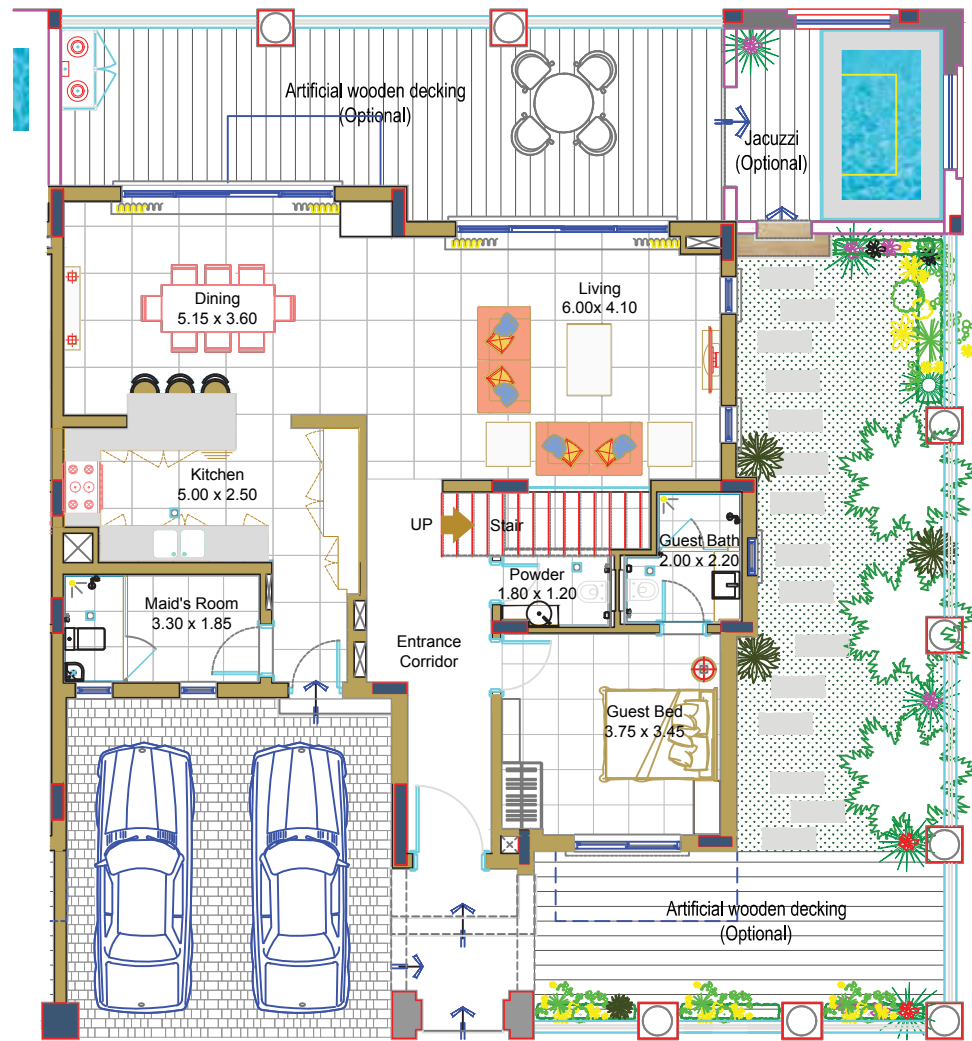 Artificial wooden decking
(Optional)
Jacuzzi
(Optional)
Dining
5.15 x 3.60
Living
6.00x 4.10
Kitchen
5.00 x 2.50
UP
Stair
Guest Bath
2.00 x 2.20
Powder
1.80 x 1.20
Maid's Room
3.30 x 1.85
Entrance
Corridor
Guest Bed
3.75 x 3.45
Artificial wooden decking
(Optional)